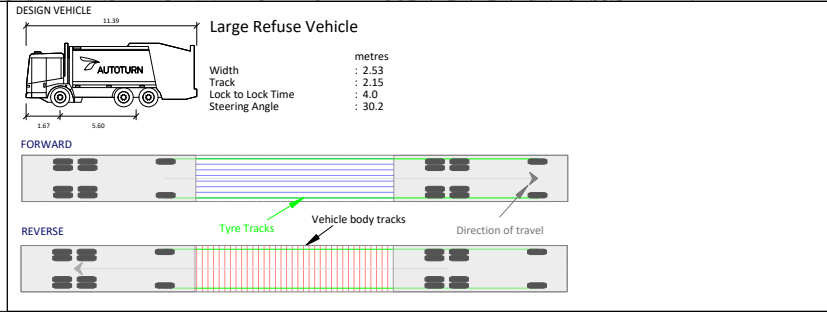 DESIGN VEHICLE
11.39
Large Refuse Vehicle
AUTOTURN
metres
Width : 2.53
Track : 2.15
Lock to Lock Time : 4.0
Steering Angle : 30.2
1.67 5.60
FORWARD
Tyre Tracks
Vehicle body tracks
Direction of travel
REVERSE